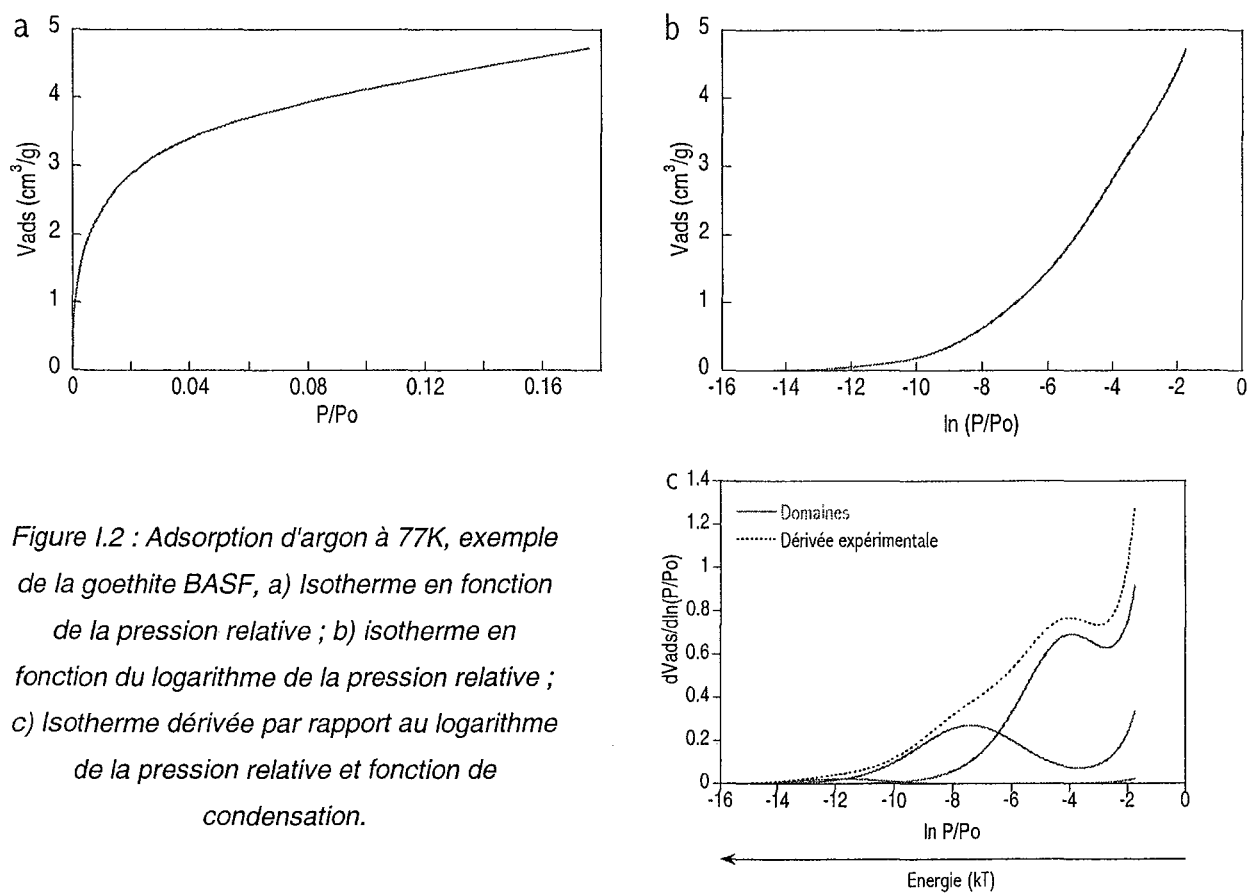 a
5
4
3
2
1
0
Vads (cm³/g)
0
0.04
0.08
0.12
0.16
P/Po
b
5
4
3
2
1
0
Vads (cm³/g)
-16
-14
-12
-10
-8
-6
-4
-2
0
ln (P/Po)
Figure I.2 : Adsorption d'argon à 77K, exemple
de la goethite BASF, a) Isotherme en fonction
de la pression relative ; b) isotherme en
fonction du logarithme de la pression relative ;
c) Isotherme dérivée par rapport au logarithme
de la pression relative et fonction de
condensation.
c
1.4
1.2
1
0.8
0.6
0.4
0.2
0
dVads/dln(P/Po)
Domaines
Dérivée expérimentale
-16
-14
-12
-10
-8
-6
-4
-2
0
ln P/Po
Energie (kT)